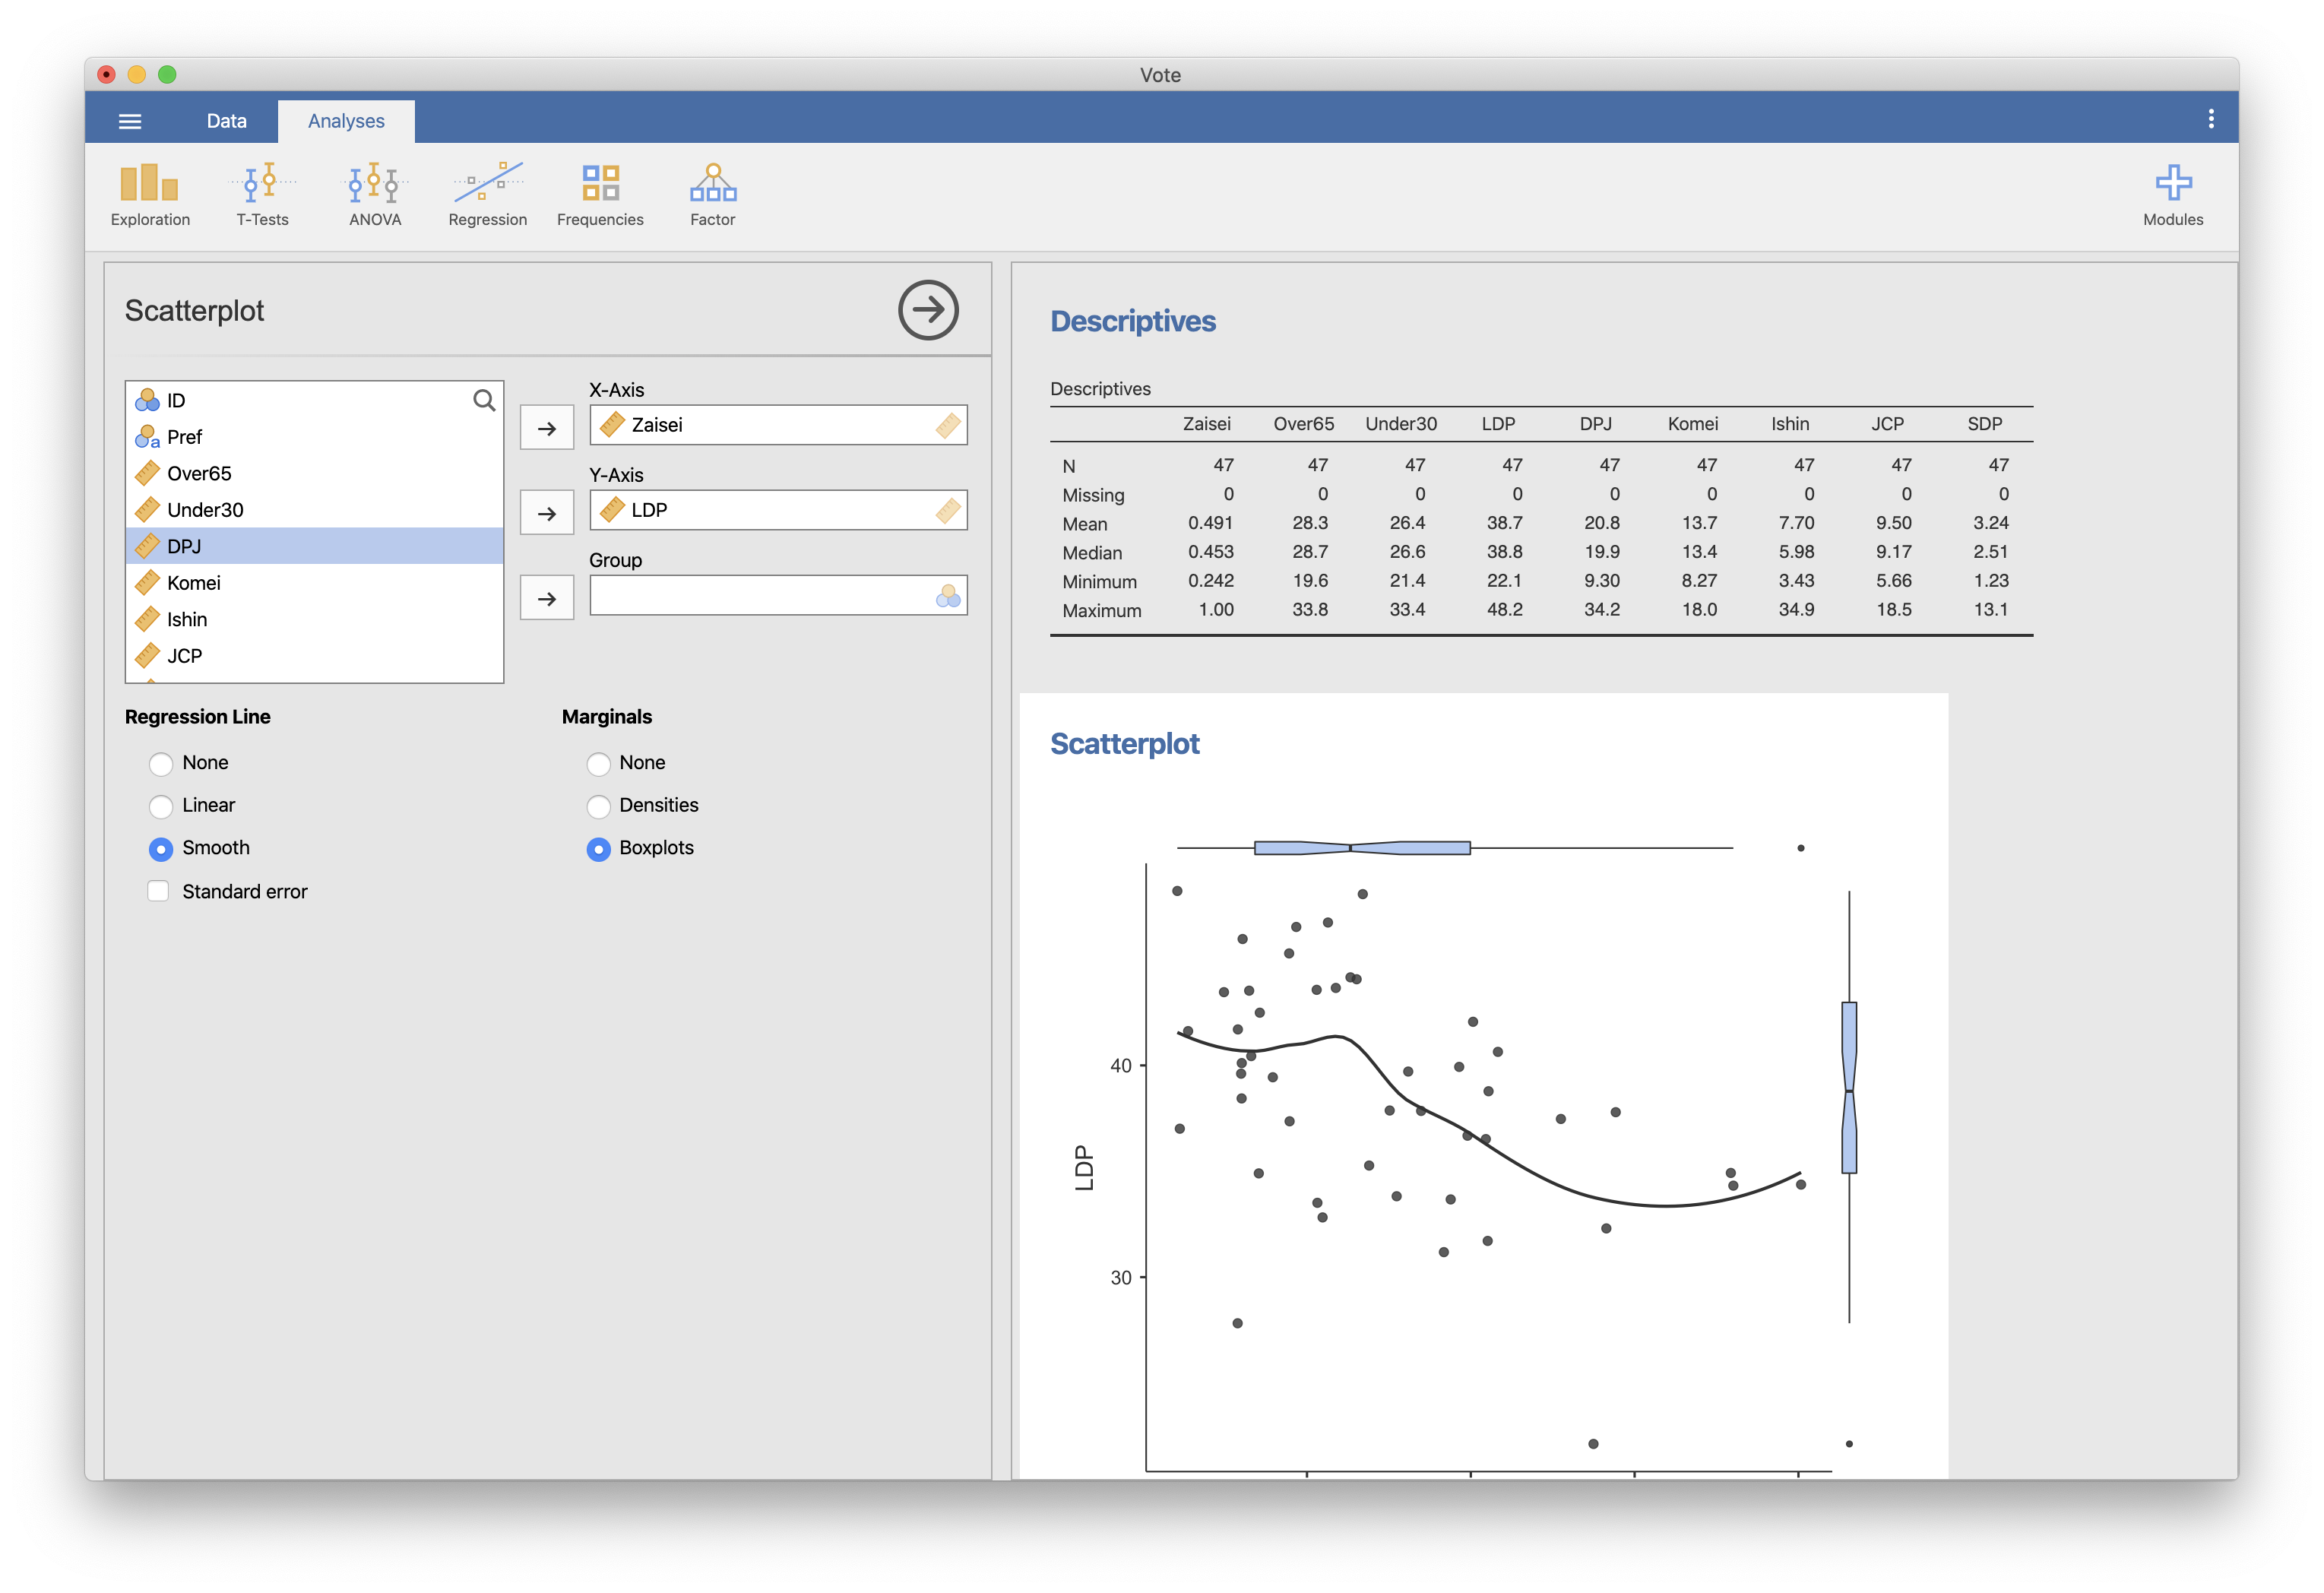 Vote
Data Analyses
Exploration T-Tests ANOVA Regression Frequencies Factor Modules
Scatterplot
ID
Pref
Over65
Under30
DPJ
Komei
Ishin
JCP
X-Axis
Zaisei
Y-Axis
LDP
Group
Regression Line
None
Linear
Smooth
Standard error
Marginals
None
Densities
Boxplots
Descriptives
Descriptives
Zaisei Over65 Under30 LDP DPJ Komei Ishin JCP SDP
N 47 47 47 47 47 47 47 47 47
Missing 0 0 0 0 0 0 0 0 0
Mean 0.491 28.3 26.4 38.7 20.8 13.7 7.70 9.50 3.24
Median 0.453 28.7 26.6 38.8 19.9 13.4 5.98 9.17 2.51
Minimum 0.242 19.6 21.4 22.1 9.30 8.27 3.43 5.66 1.23
Maximum 1.00 33.8 33.4 48.2 34.2 18.0 34.9 18.5 13.1
Scatterplot
40
LDP
30